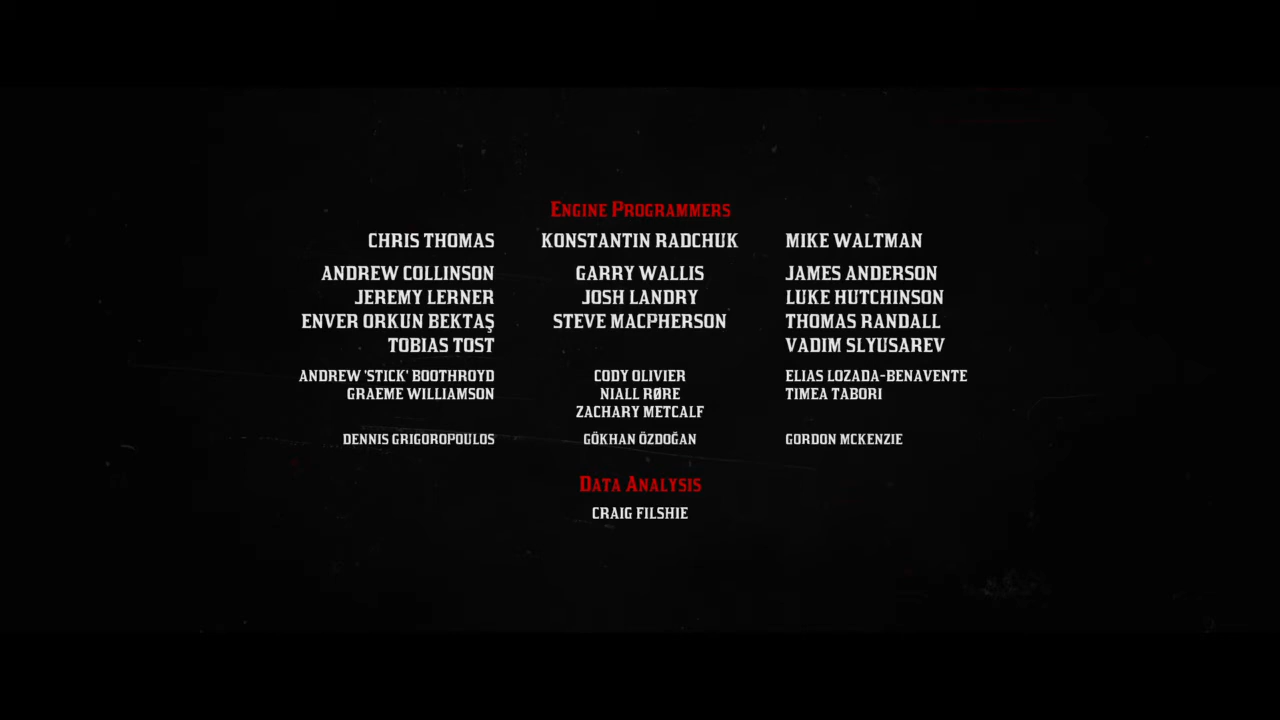 Engine Programmers
CHRIS THOMAS KONSTANTIN RADCHUK MIKE WALTMAN
ANDREW COLLINSON GARRY WALLIS JAMES ANDERSON
JEREMY LERNER JOSH LANDRY LUKE HUTCHINSON
ENVER ORKUN BEKTAŞ STEVE MACPHERSON THOMAS RANDALL
TOBIAS TOST VADIM SLYUSAREV
ANDREW 'STICK' BOOTHROYD CODY OLIVIER ELIAS LOZADA-BENAVENTE
GRAEME WILLIAMSON NIALL RØRE TIMEA TABORI
ZACHARY METCALF
DENNIS GRIGOROPOULOS GÖKHAN ÖZDOĞAN GORDON MCKENZIE
Data Analysis
CRAIG FILSHIE